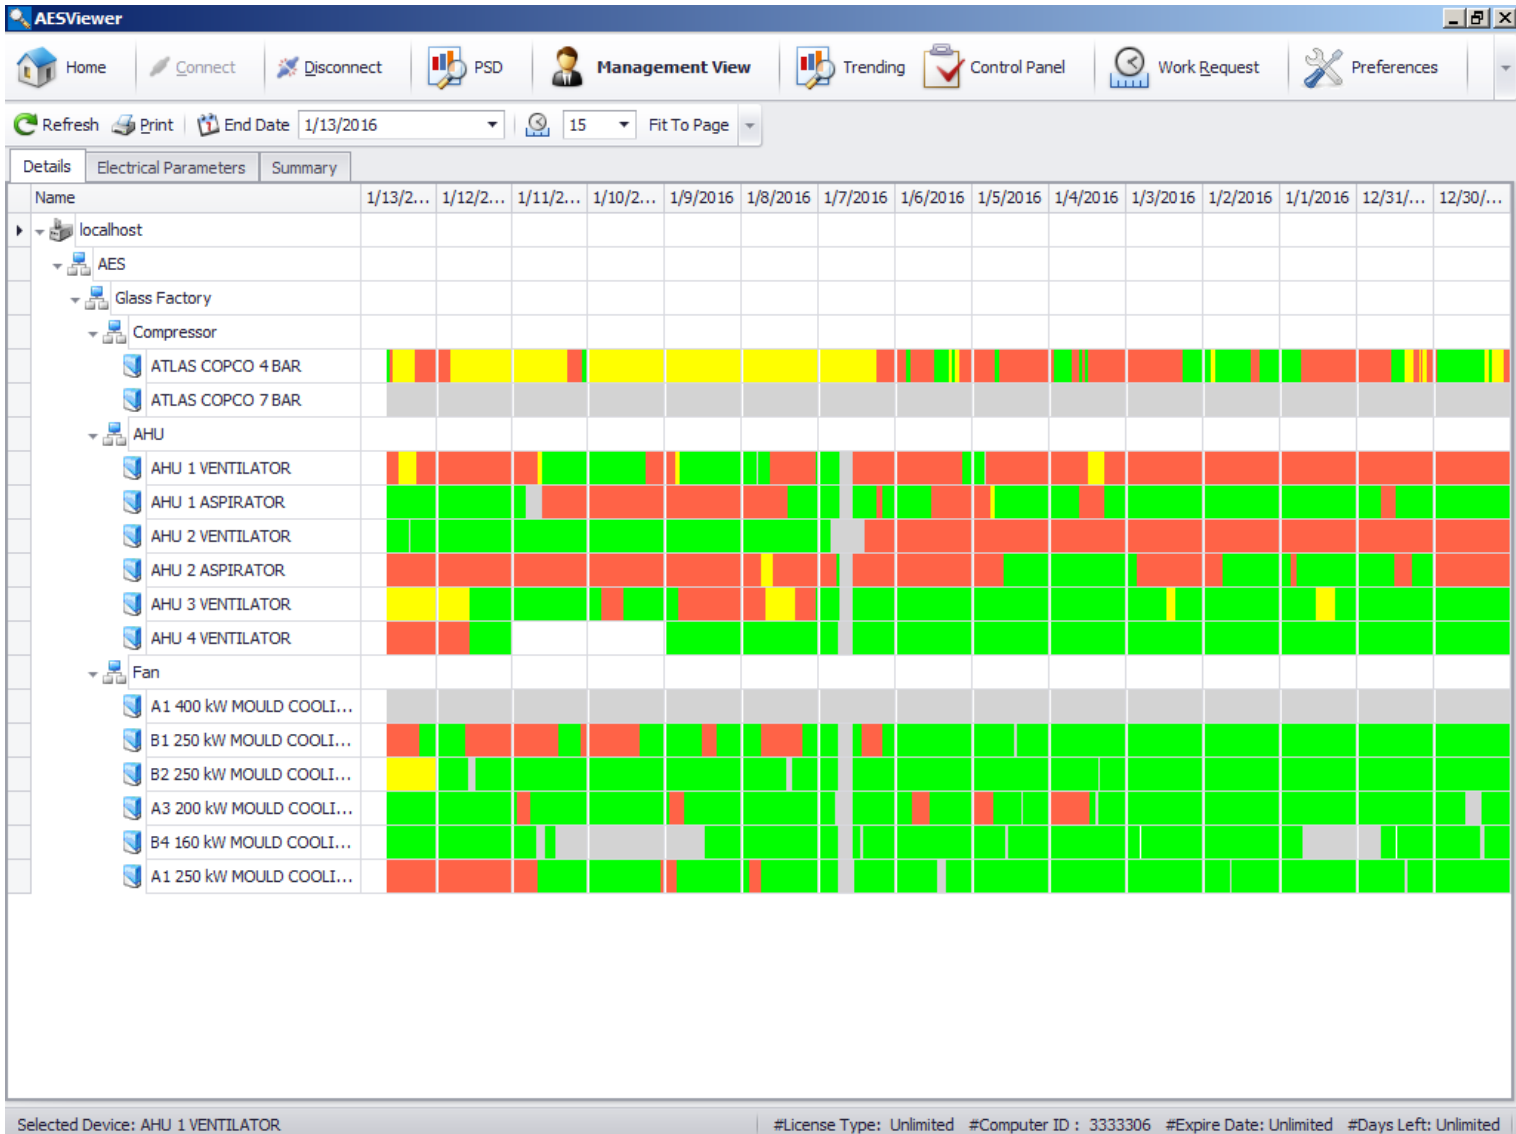 AESViewer
Home Connect Disconnect PSD Management View Trending Control Panel Work Request Preferences
Refresh Print End Date 1/13/2016 15 Fit To Page
Details Electrical Parameters Summary
Name 1/13/2... 1/12/2... 1/11/2... 1/10/2... 1/9/2016 1/8/2016 1/7/2016 1/6/2016 1/5/2016 1/4/2016 1/3/2016 1/2/2016 1/1/2016 12/31/... 12/30/...
localhost
AES
Glass Factory
Compressor
ATLAS COPCO 4 BAR
ATLAS COPCO 7 BAR
AHU
AHU 1 VENTILATOR
AHU 1 ASPIRATOR
AHU 2 VENTILATOR
AHU 2 ASPIRATOR
AHU 3 VENTILATOR
AHU 4 VENTILATOR
Fan
A1 400 kW MOULD COOLI...
B1 250 kW MOULD COOLI...
B2 250 kW MOULD COOLI...
A3 200 kW MOULD COOLI...
B4 160 kW MOULD COOLI...
A1 250 kW MOULD COOLI...
Selected Device: AHU 1 VENTILATOR #License Type: Unlimited #Computer ID : 3333306 #Expire Date: Unlimited #Days Left: Unlimited